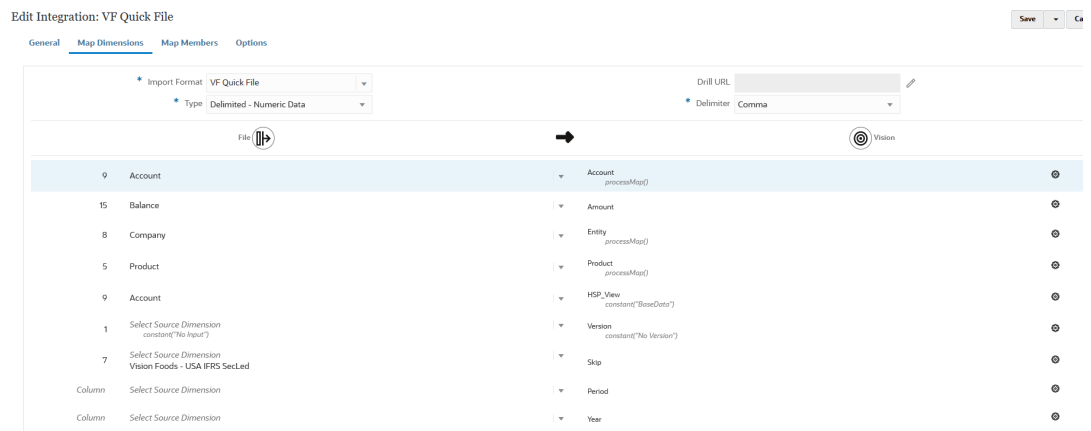 Edit Integration: VF Quick File
Save
General Map Dimensions Map Members Options
* Import Format VF Quick File Drill URL
* Type Delimited - Numeric Data * Delimiter Comma
File Vision
9 Account Account
processMap()
15 Balance Amount
8 Company Entity
processMap()
5 Product Product
processMap()
9 Account HSP_View
constant("BaseData")
1 Select Source Dimension Version
constant("No Input") constant("No Version")
7 Select Source Dimension Skip
Vision Foods - USA IFRS SecLed
Column Select Source Dimension Period
Column Select Source Dimension Year